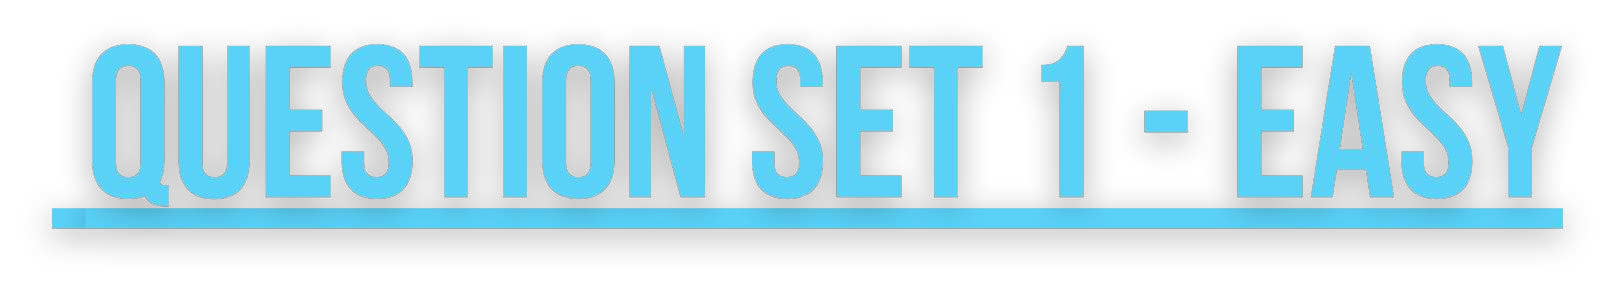 QUESTION SET 1 - EASY